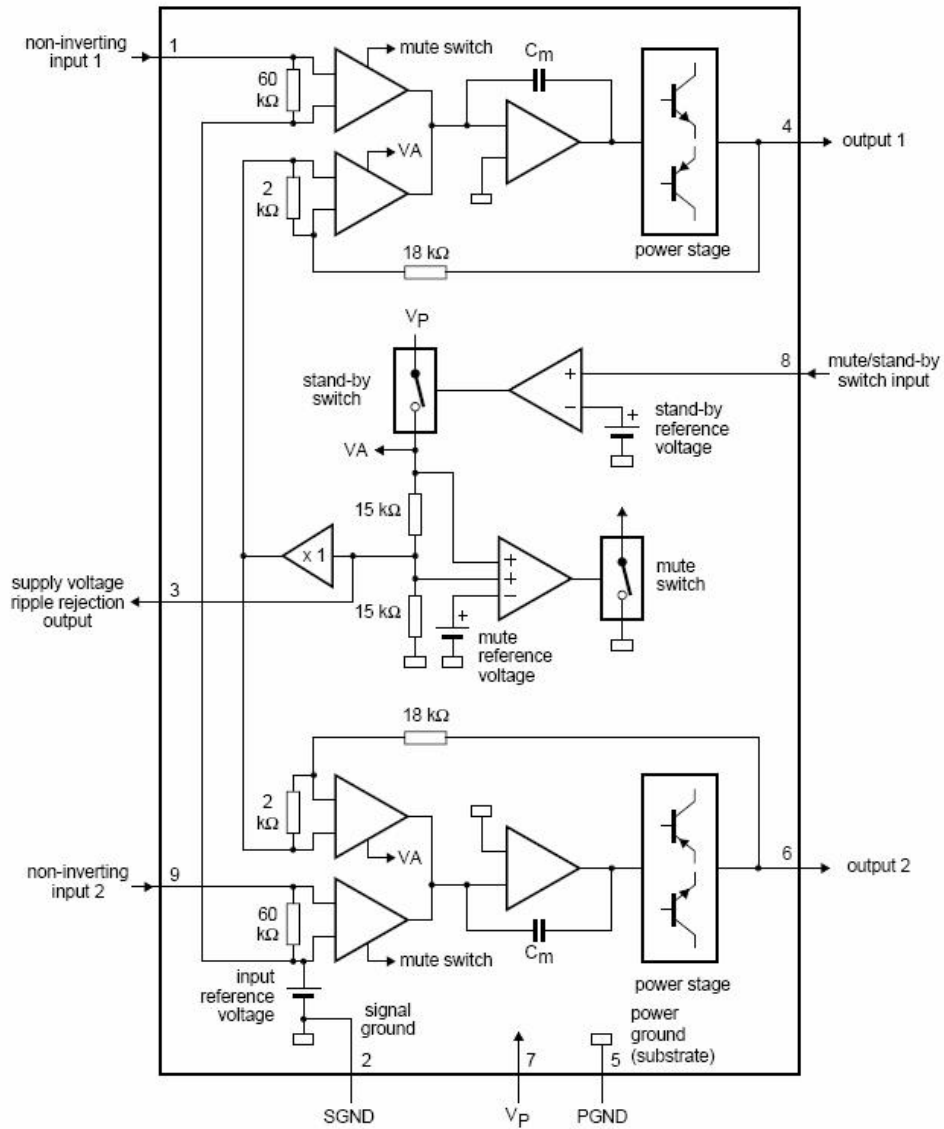 non-inverting
input 1
1
mute switch
60
kΩ
Cm
4
output 1
VA
2
kΩ
power stage
18 kΩ
VP
stand-by
switch
8
mute/stand-by
switch input
+
−
+
stand-by
reference
voltage
VA
15 kΩ
x 1
+
+
−
mute
switch
supply voltage
ripple rejection
output
3
15 kΩ
+
mute
reference
voltage
18 kΩ
2
kΩ
VA
non-inverting
input 2
9
6
output 2
60
kΩ
Cm
mute switch
power stage
input
reference
voltage
signal
ground
power
ground
(substrate)
2
7
5
SGND
VP
PGND